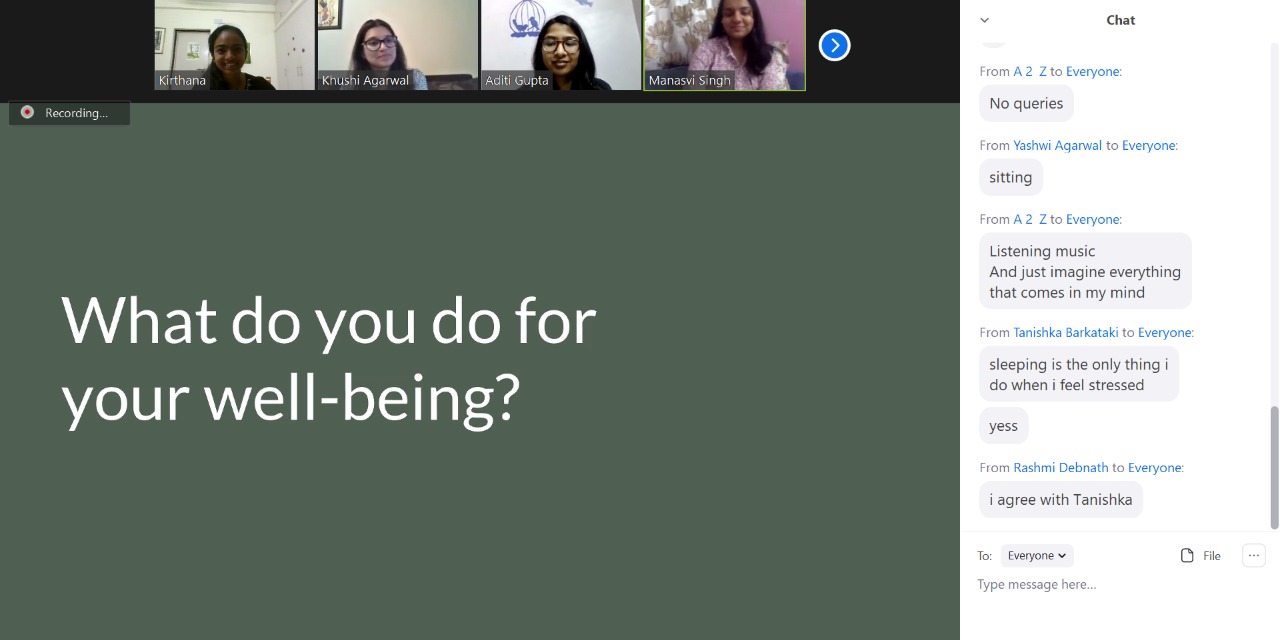 Kirthana
Khushi Agarwal
Aditi Gupta
Manasvi Singh
Recording...
What do you do for
your well-being?
Chat
From A 2 Z to Everyone:
No queries
From Yashwi Agarwal to Everyone:
sitting
From A 2 Z to Everyone:
Listening music
And just imagine everything
that comes in my mind
From Tanishka Barkataki to Everyone:
sleeping is the only thing i
do when i feel stressed
yess
From Rashmi Debnath to Everyone:
i agree with Tanishka
To: Everyone File ...
Type message here...